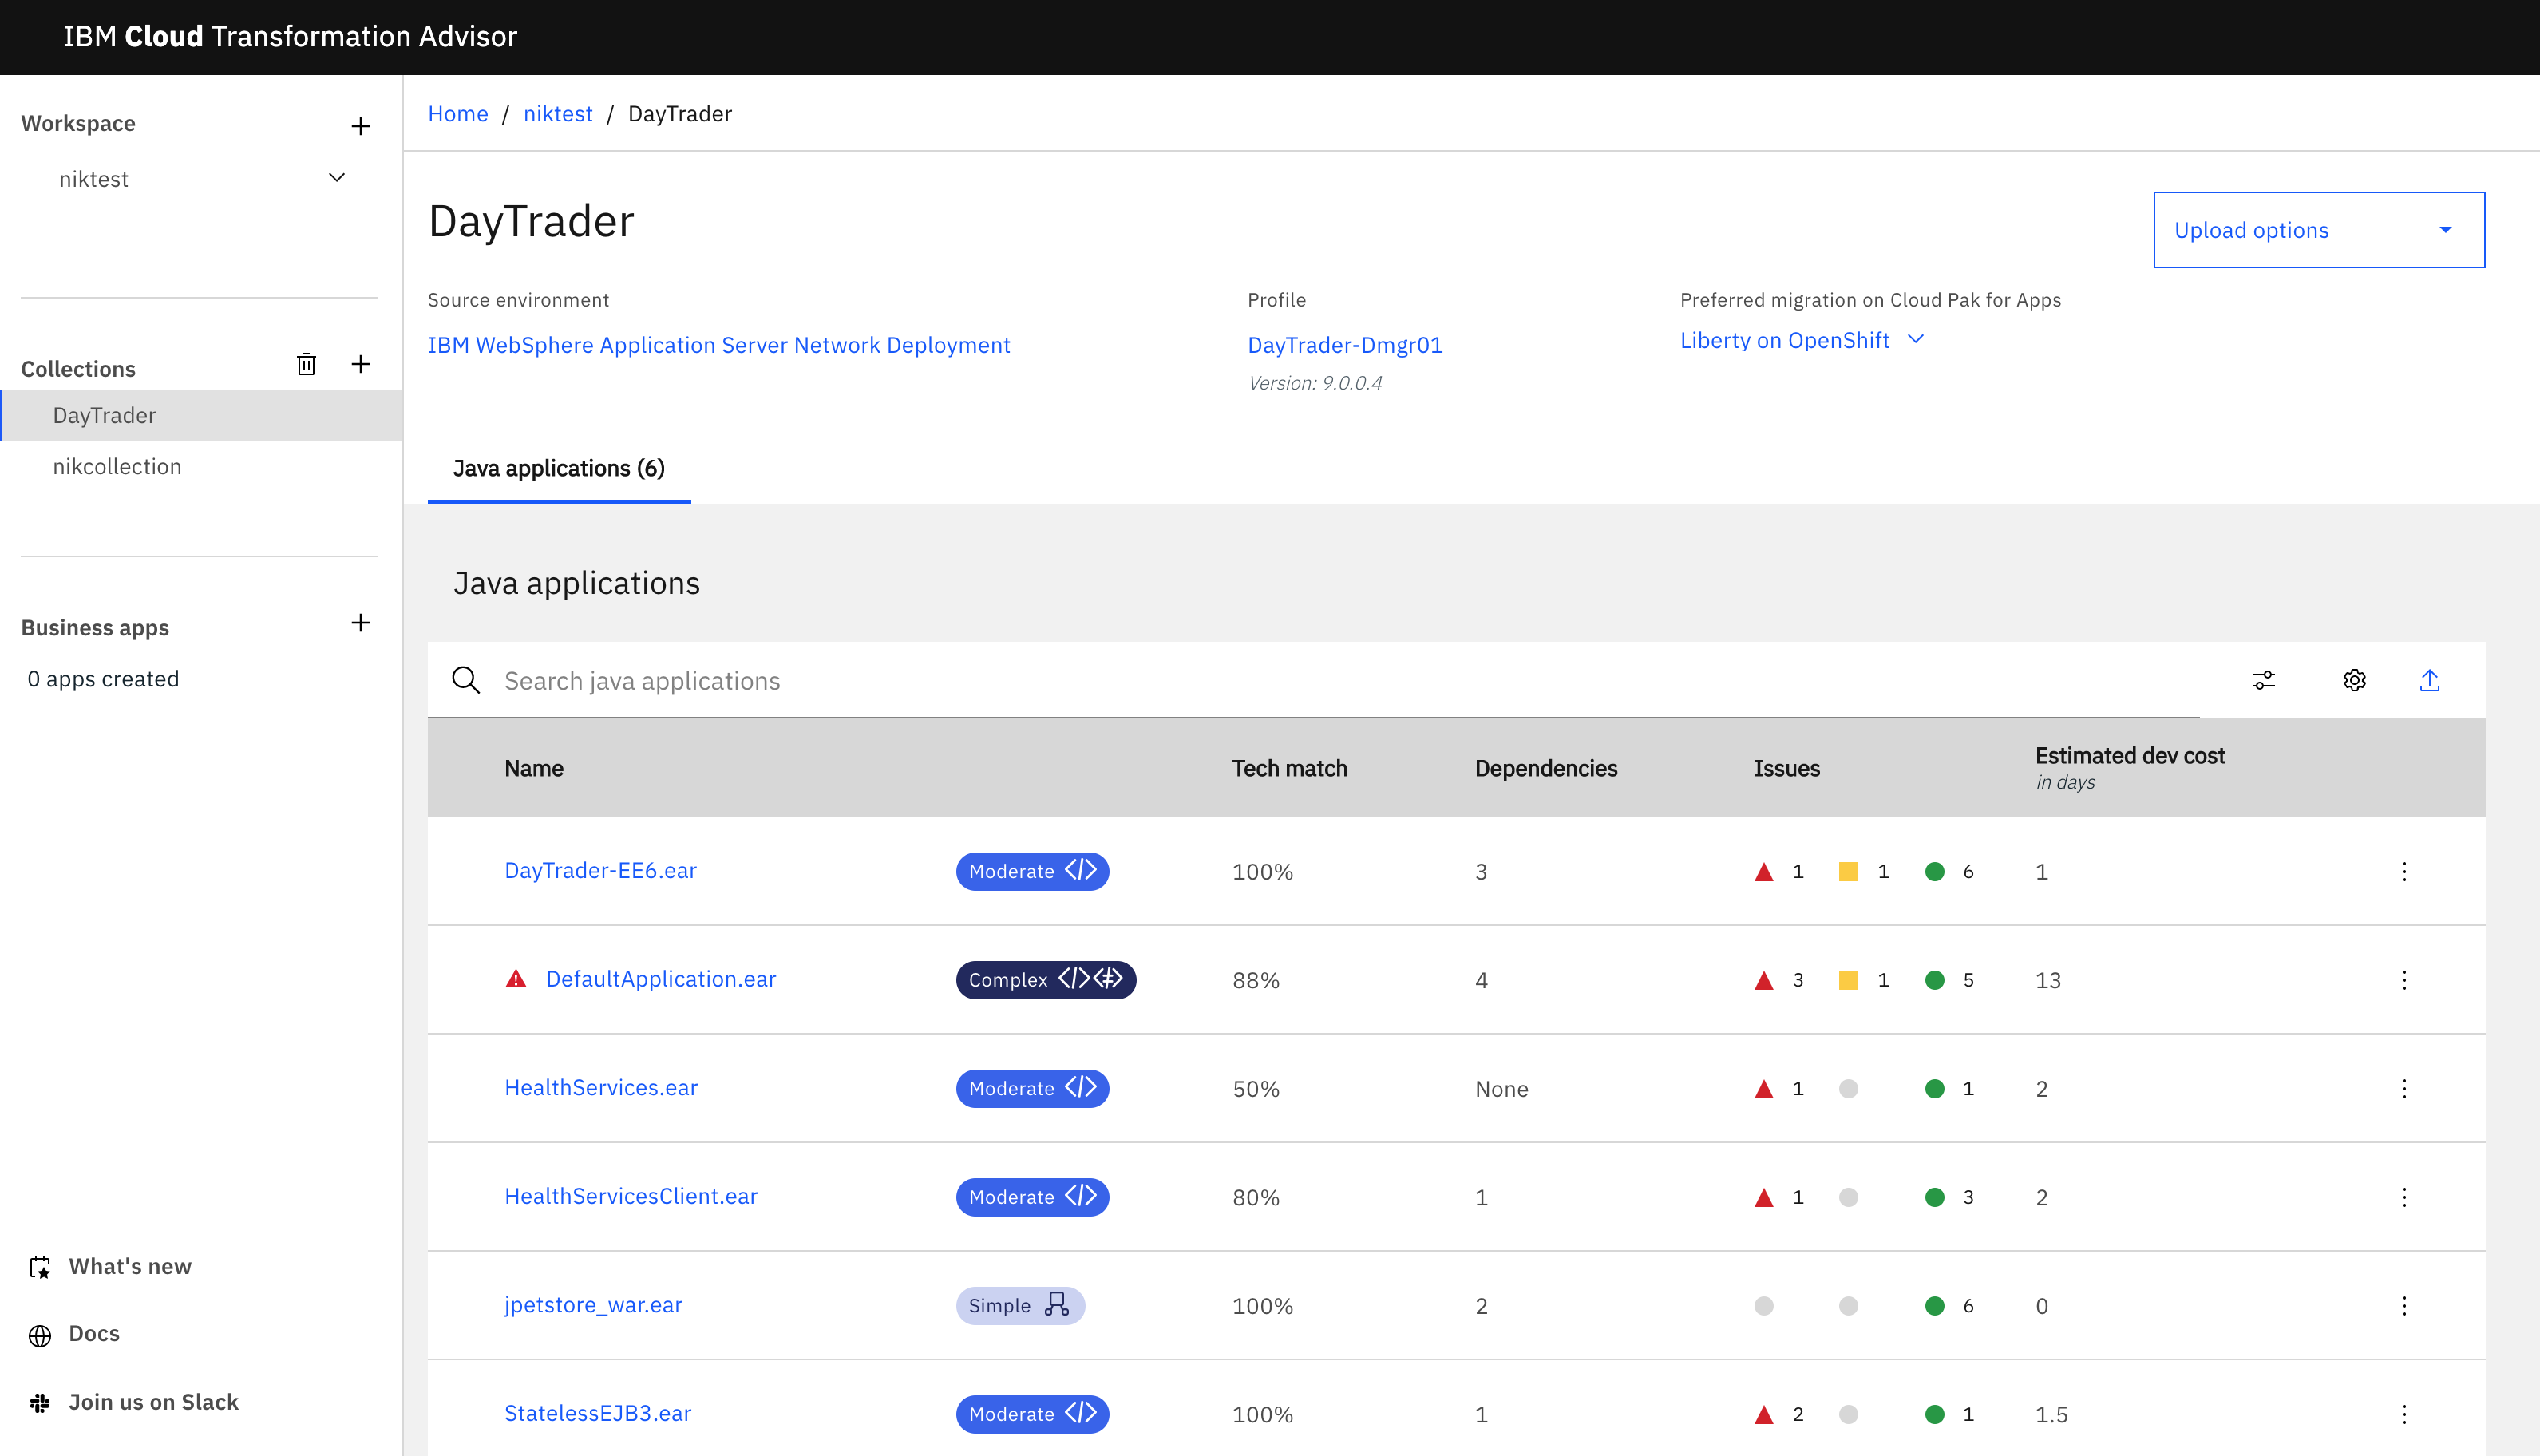 IBM Cloud Transformation Advisor
Workspace
niktest
Collections
DayTrader
nikcollection
Business apps
0 apps created
What's new
Docs
Join us on Slack
Home / niktest / DayTrader
DayTrader
Upload options
Source environment
IBM WebSphere Application Server Network Deployment
Profile
DayTrader-Dmgr01
Version: 9.0.0.4
Preferred migration on Cloud Pak for Apps
Liberty on OpenShift
Java applications (6)
Java applications
Search java applications
Name Tech match Dependencies Issues Estimated dev cost
in days
DayTrader-EE6.ear Moderate </> 100% 3 1 1 6 1
DefaultApplication.ear Complex </> 88% 4 3 1 5 13
HealthServices.ear Moderate </> 50% None 1 1 2
HealthServicesClient.ear Moderate </> 80% 1 1 3 2
jpetstore_war.ear Simple 100% 2 6 0
StatelessEJB3.ear Moderate </> 100% 1 2 1 1.5